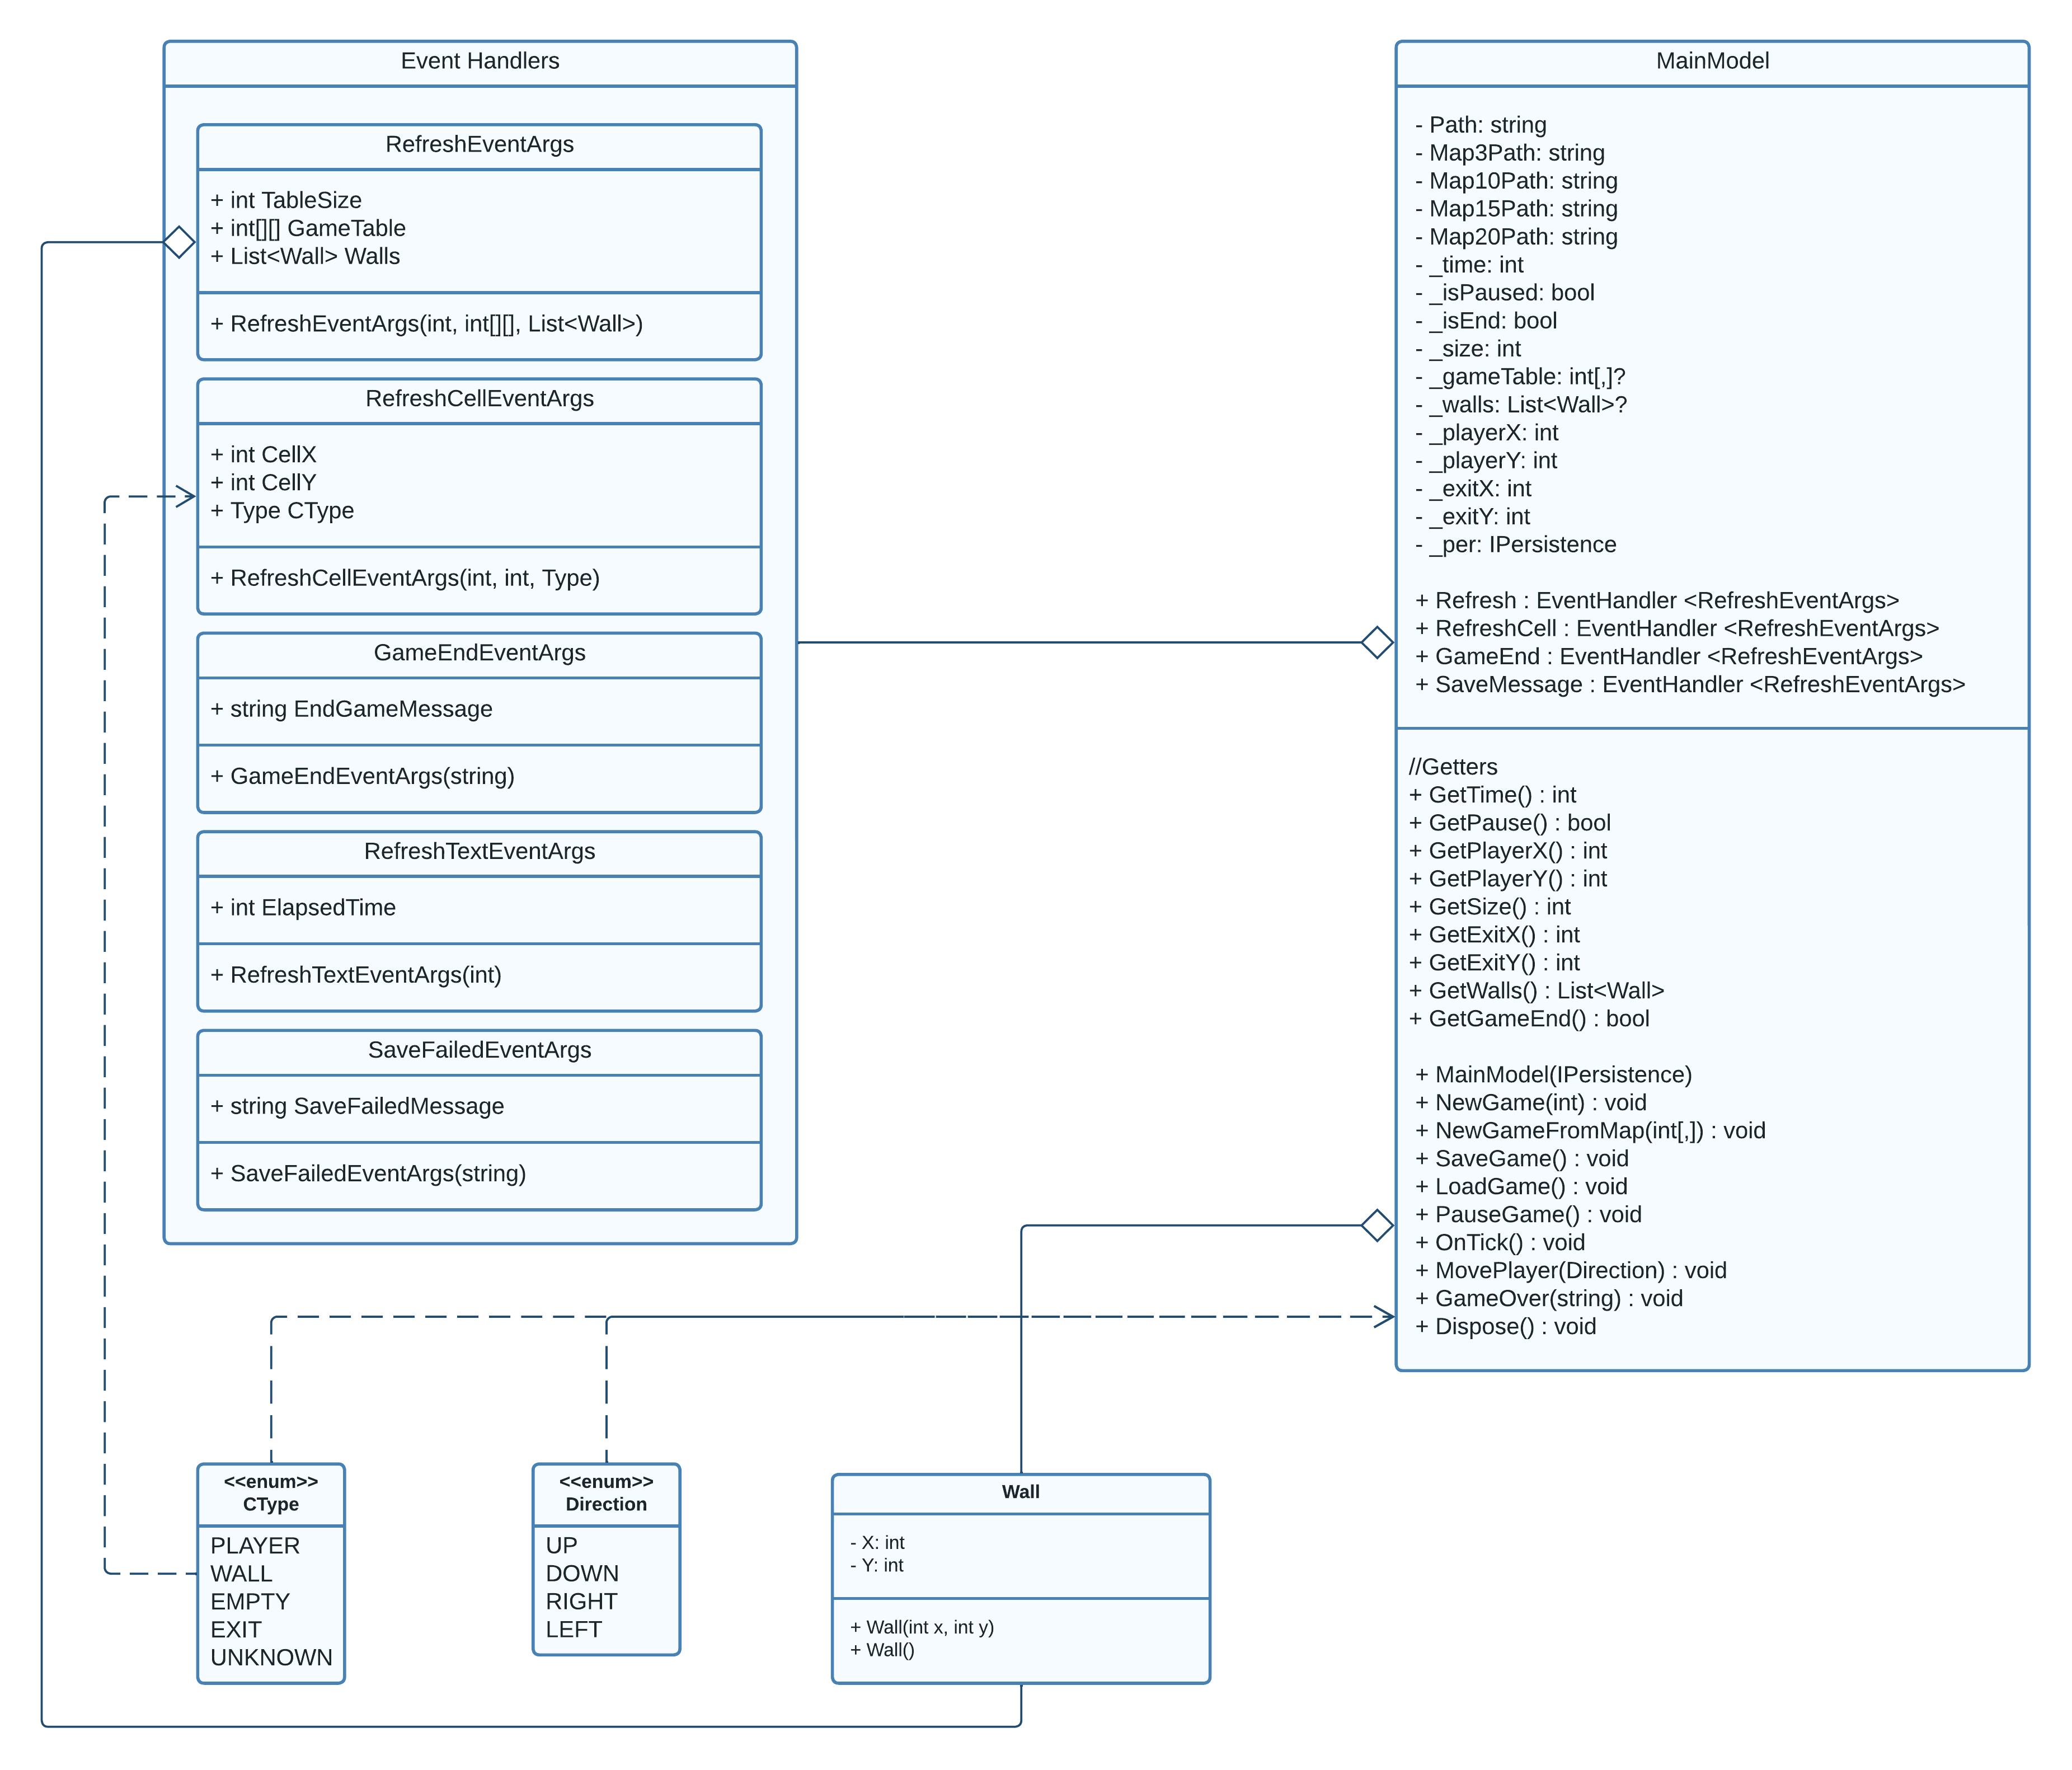 Event Handlers
RefreshEventArgs
+ int TableSize
+ int[][] GameTable
+ List<Wall> Walls
+ RefreshEventArgs(int, int[][], List<Wall>)
RefreshCellEventArgs
+ int CellX
+ int CellY
+ Type CType
+ RefreshCellEventArgs(int, int, Type)
GameEndEventArgs
+ string EndGameMessage
+ GameEndEventArgs(string)
RefreshTextEventArgs
+ int ElapsedTime
+ RefreshTextEventArgs(int)
SaveFailedEventArgs
+ string SaveFailedMessage
+ SaveFailedEventArgs(string)
MainModel
- Path: string
- Map3Path: string
- Map10Path: string
- Map15Path: string
- Map20Path: string
- _time: int
- _isPaused: bool
- _isEnd: bool
- _size: int
- _gameTable: int[,]?
- _walls: List<Wall>?
- _playerX: int
- _playerY: int
- _exitX: int
- _exitY: int
- _per: IPersistence
+ Refresh : EventHandler <RefreshEventArgs>
+ RefreshCell : EventHandler <RefreshEventArgs>
+ GameEnd : EventHandler <RefreshEventArgs>
+ SaveMessage : EventHandler <RefreshEventArgs>
//Getters
+ GetTime() : int
+ GetPause() : bool
+ GetPlayerX() : int
+ GetPlayerY() : int
+ GetSize() : int
+ GetExitX() : int
+ GetExitY() : int
+ GetWalls() : List<Wall>
+ GetGameEnd() : bool
+ MainModel(IPersistence)
+ NewGame(int) : void
+ NewGameFromMap(int[,]) : void
+ SaveGame() : void
+ LoadGame() : void
+ PauseGame() : void
+ OnTick() : void
+ MovePlayer(Direction) : void
+ GameOver(string) : void
+ Dispose() : void
<<enum>>
CType
PLAYER
WALL
EMPTY
EXIT
UNKNOWN
<<enum>>
Direction
UP
DOWN
RIGHT
LEFT
Wall
- X: int
- Y: int
+ Wall(int x, int y)
+ Wall()